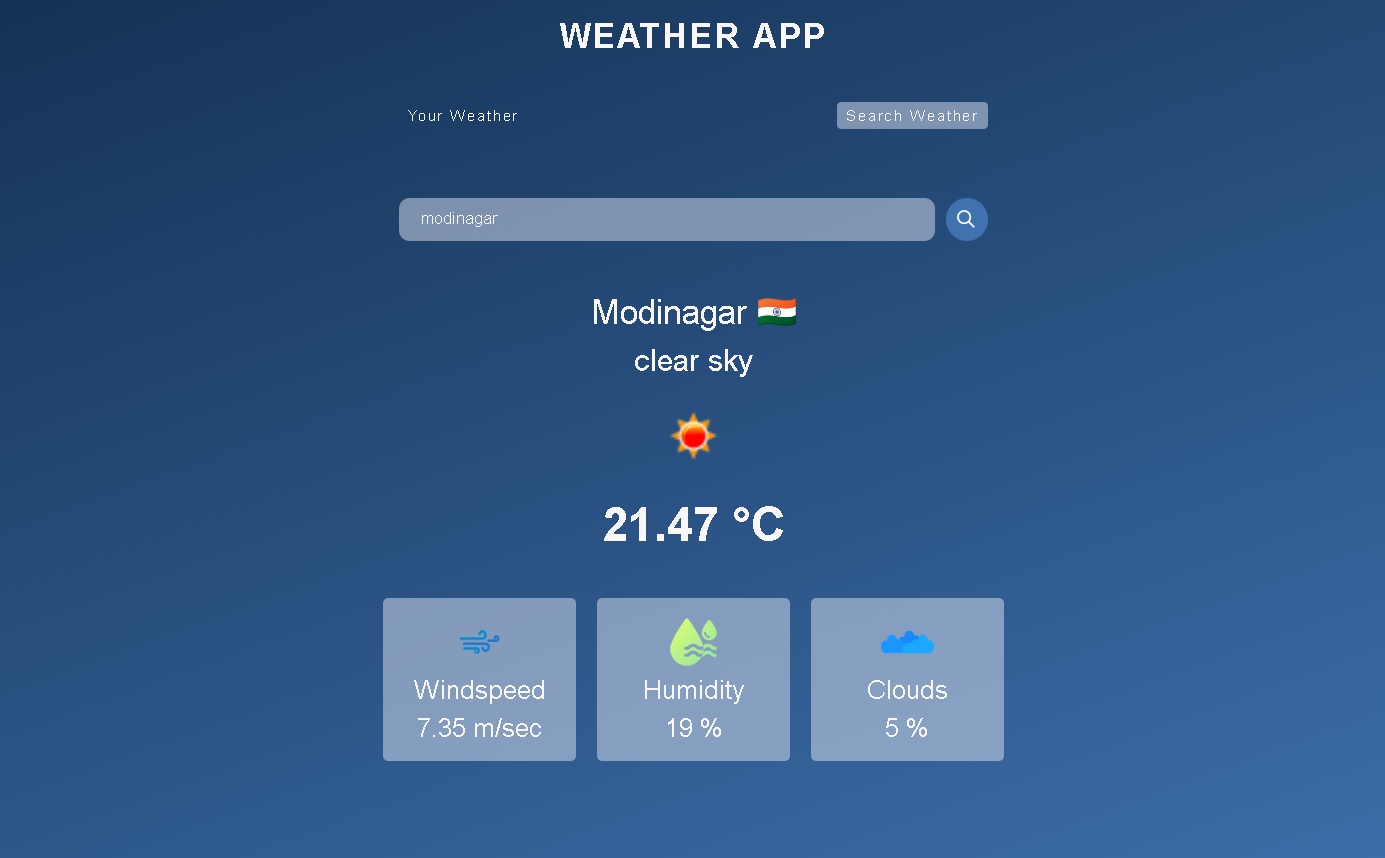 WEATHER APP
Your Weather
Search Weather
modinagar
Modinagar
clear sky
21.47 °C
Windspeed
7.35 m/sec
Humidity
19 %
Clouds
5 %